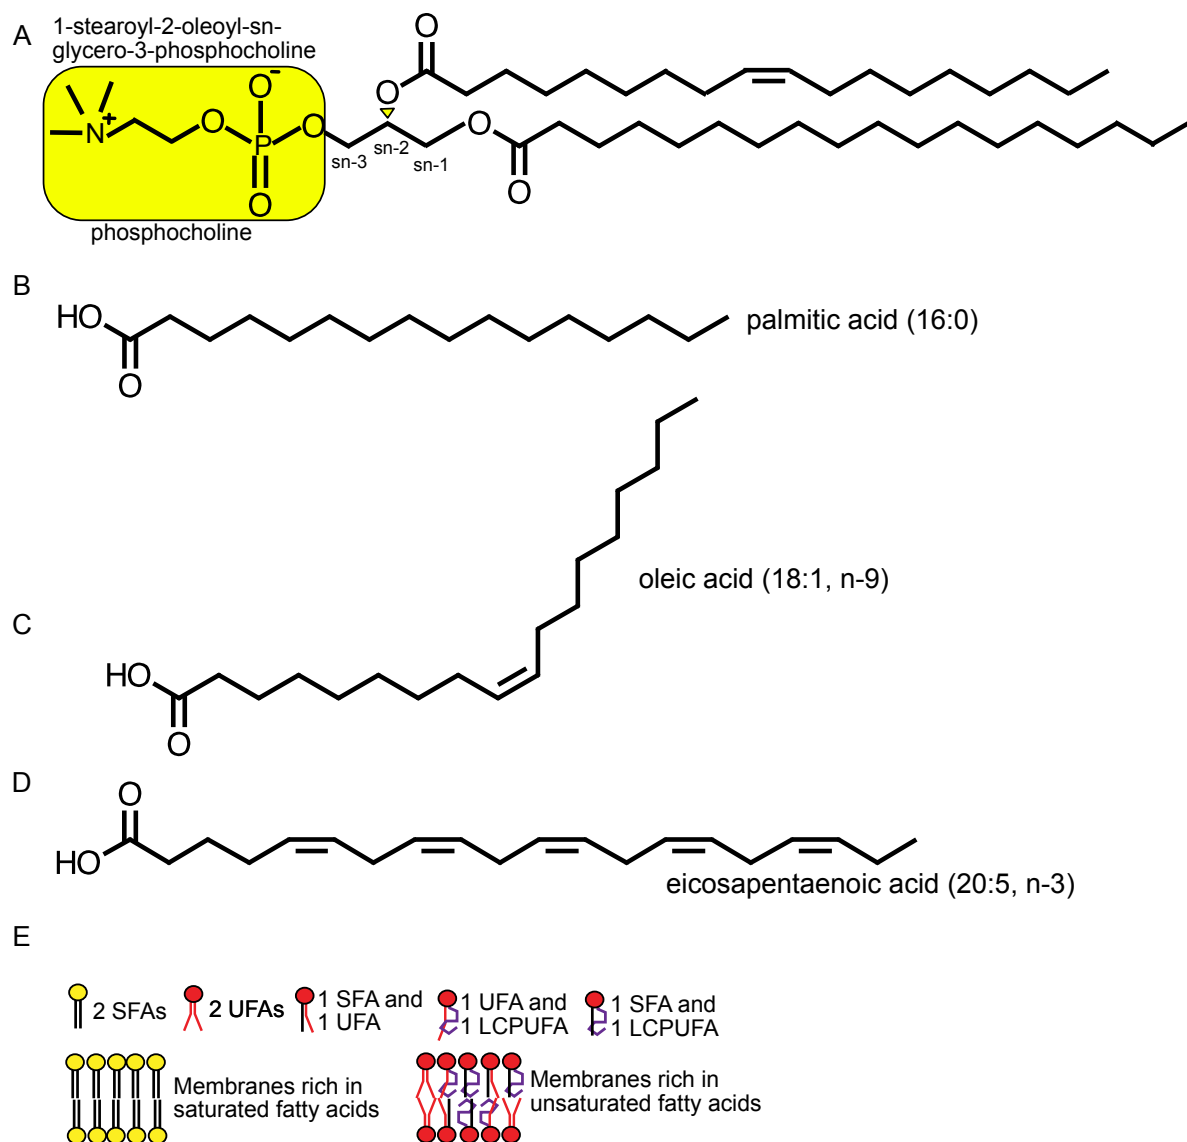 A
1-stearoyl-2-oleoyl-sn-
glycero-3-phosphocholine
O
O-
O
N+
O
P
O
O
O
O
sn-3
sn-2
sn-1
phosphocholine
B
HO
O
palmitic acid (16:0)
oleic acid (18:1, n-9)
C
HO
O
D
O
HO
eicosapentaenoic acid (20:5, n-3)
E
2 SFAs
2 UFAs
1 SFA and
1 UFA
1 UFA and
1 LCPUFA
1 SFA and
1 LCPUFA
Membranes rich in
saturated fatty acids
Membranes rich in
unsaturated fatty acids